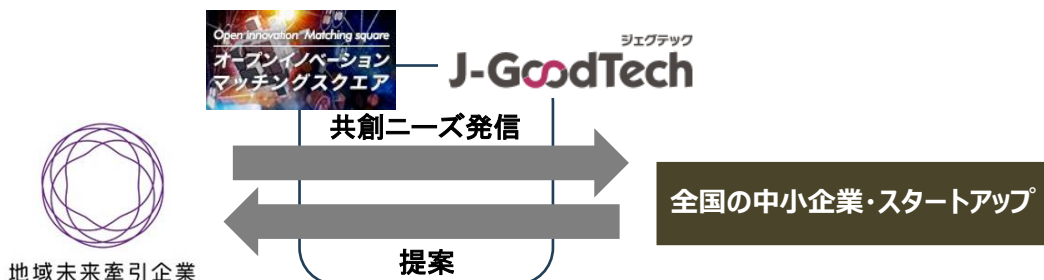 Open innovation Matching square
オープンイノベーション
マッチングスクエア
ジェグテック
J-GoodTech
共創ニーズ発信
全国の中小企業・スタートアップ
提案
地域未来牽引企業